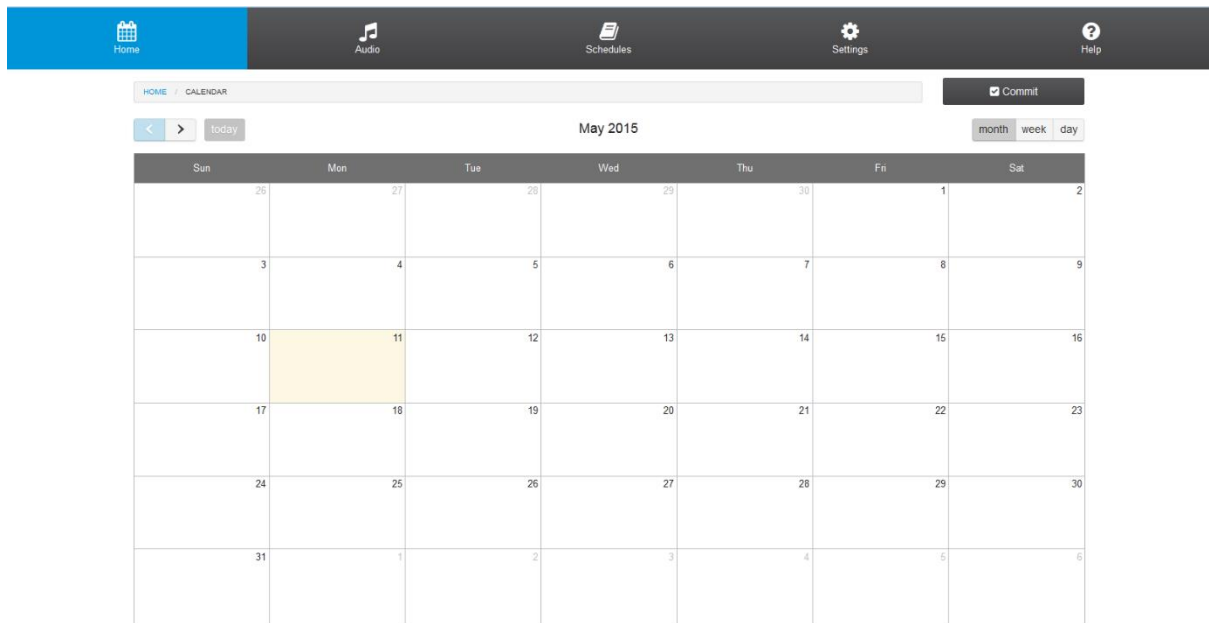 Home Audio Schedules Settings Help
HOME / CALENDAR Commit
today May 2015 month week day
Sun Mon Tue Wed Thu Fri Sat
26 27 28 29 30 1 2
3 4 5 6 7 8 9
10 11 12 13 14 15 16
17 18 19 20 21 22 23
24 25 26 27 28 29 30
31 1 2 3 4 5 6